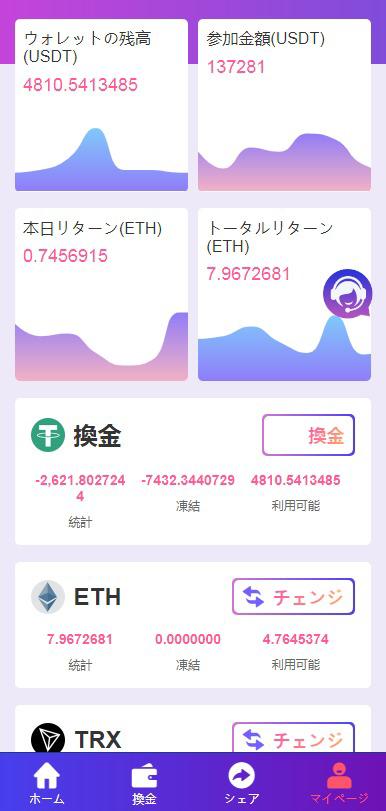 ウォレットの残高
(USDT)
4810.5413485
参加金額(USDT)
137281
本日リターン(ETH)
0.7456915
トータルリターン
(ETH)
7.9672681
換金
換金
-2,621.802724
4
統計
-7432.3440729
凍結
4810.5413485
利用可能
ETH
チェンジ
7.9672681
統計
0.0000000
凍結
4.7645374
利用可能
TRX
チェンジ
ホーム
換金
シェア
マイページ